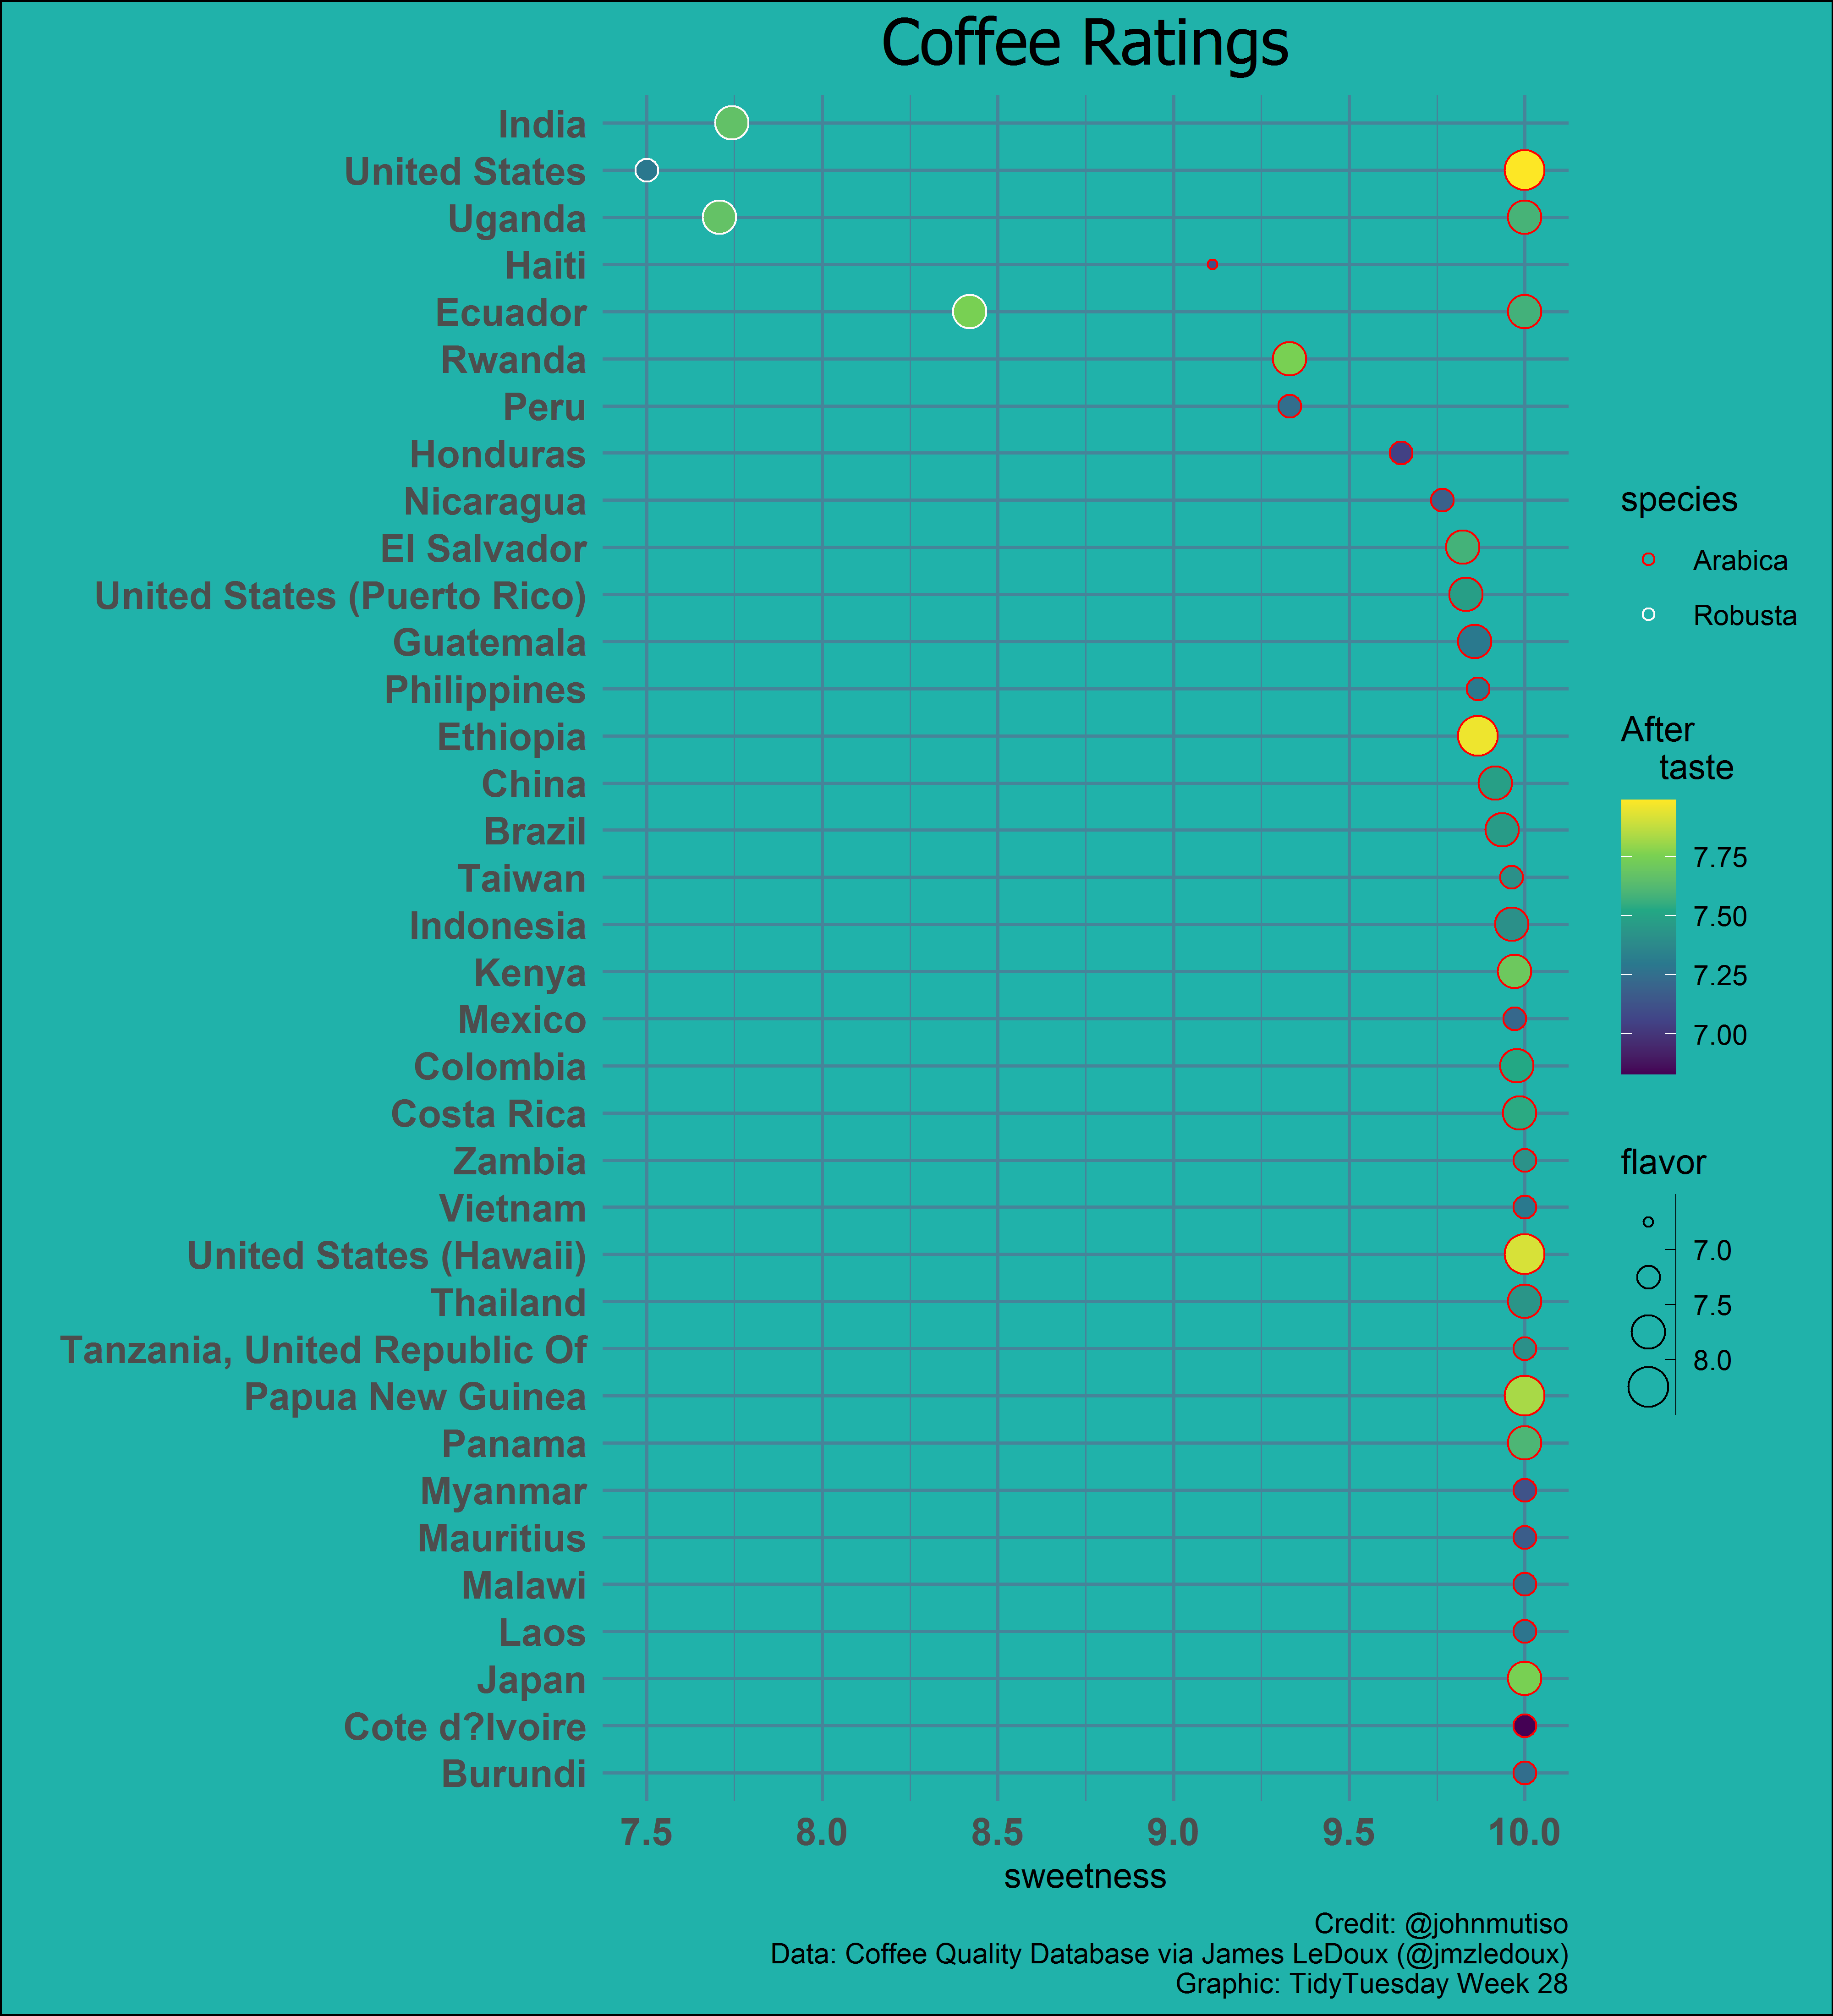 Coffee Ratings
India
United States
Uganda
Haiti
Ecuador
Rwanda
Peru
Honduras
Nicaragua
El Salvador
United States (Puerto Rico)
Guatemala
Philippines
Ethiopia
China
Brazil
Taiwan
Indonesia
Kenya
Mexico
Colombia
Costa Rica
Zambia
Vietnam
United States (Hawaii)
Thailand
Tanzania, United Republic Of
Papua New Guinea
Panama
Myanmar
Mauritius
Malawi
Laos
Japan
Cote d?Ivoire
Burundi
7.5 8.0 8.5 9.0 9.5 10.0
sweetness
species
Arabica
Robusta
After
taste
7.75
7.50
7.25
7.00
flavor
7.0
7.5
8.0
Credit: @johnmutiso
Data: Coffee Quality Database via James LeDoux (@jmzledoux)
Graphic: TidyTuesday Week 28